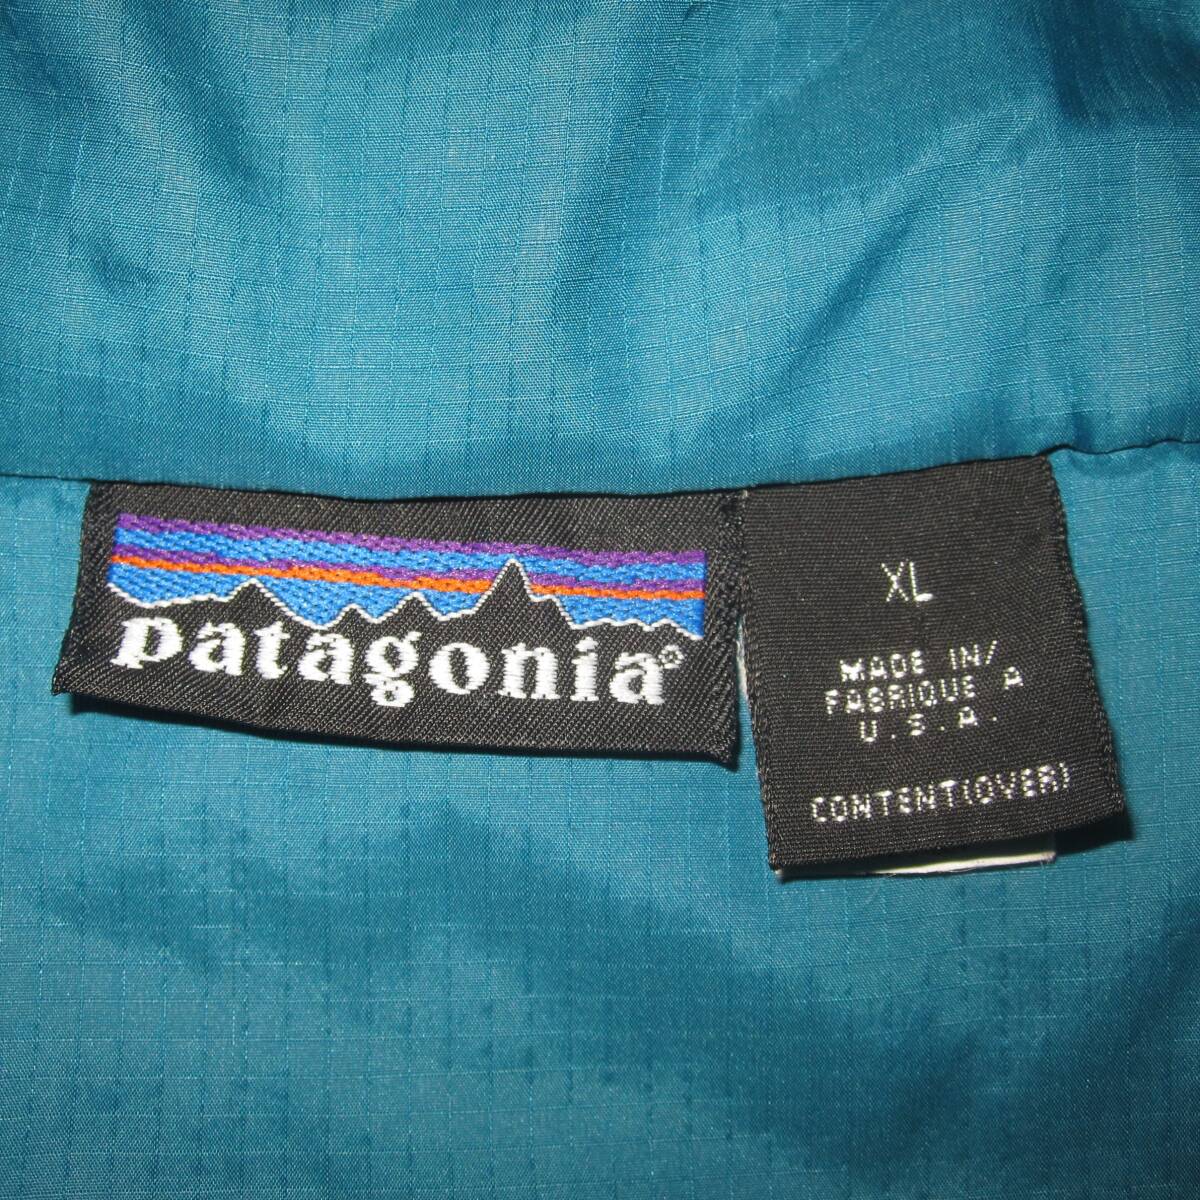 patagonia®
XL
MADE IN/
FABRIQUE A
U.S.A.
CONTENT(OVER)